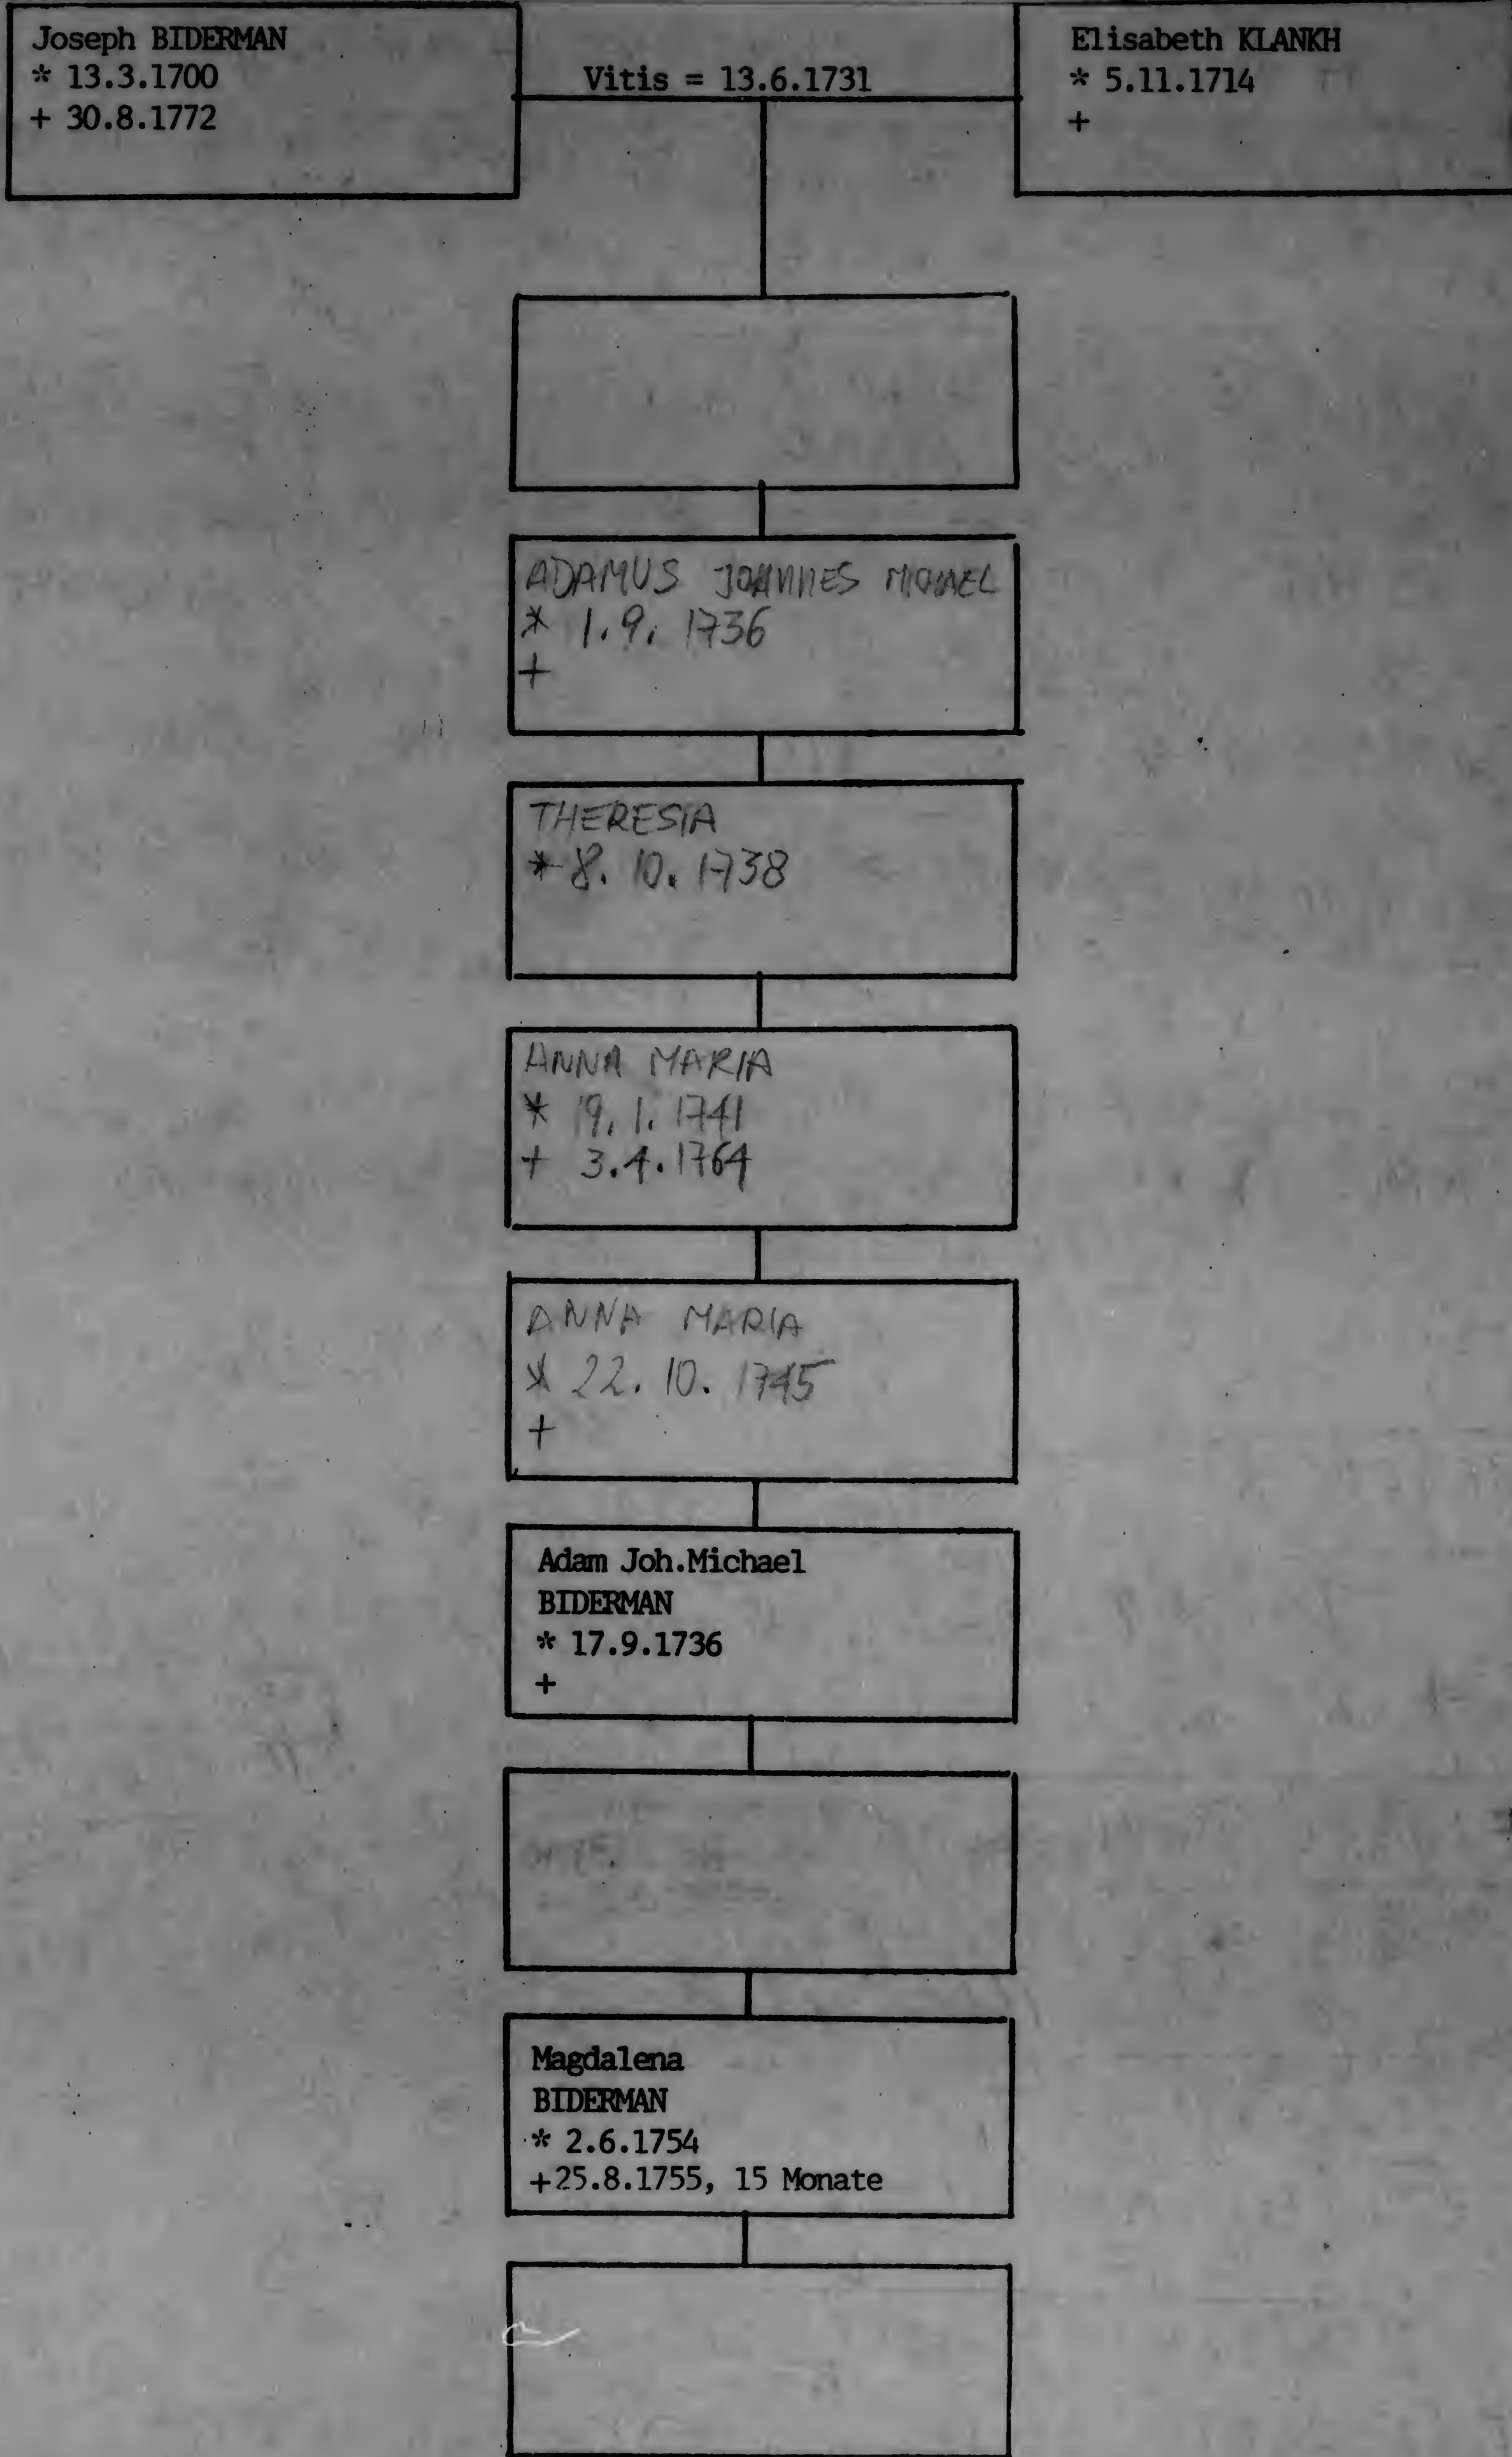 Joseph BIDERMAN
* 13.3.1700
+ 30.8.1772
Vitis = 13.6.1731
Elisabeth KLANKH
* 5.11.1714
+
ADAMUS JOHANNES MICHAEL
* 1.9. 1736
+
THERESIA
* 8. 10. 1738
ANNA MARIA
* 19. 1. 1741
+ 3.4.1764
ANNA MARIA
* 22. 10. 1745
+
Adam Joh.Michael
BIDERMAN
* 17.9.1736
+
Magdalena
BIDERMAN
* 2.6.1754
+25.8.1755, 15 Monate